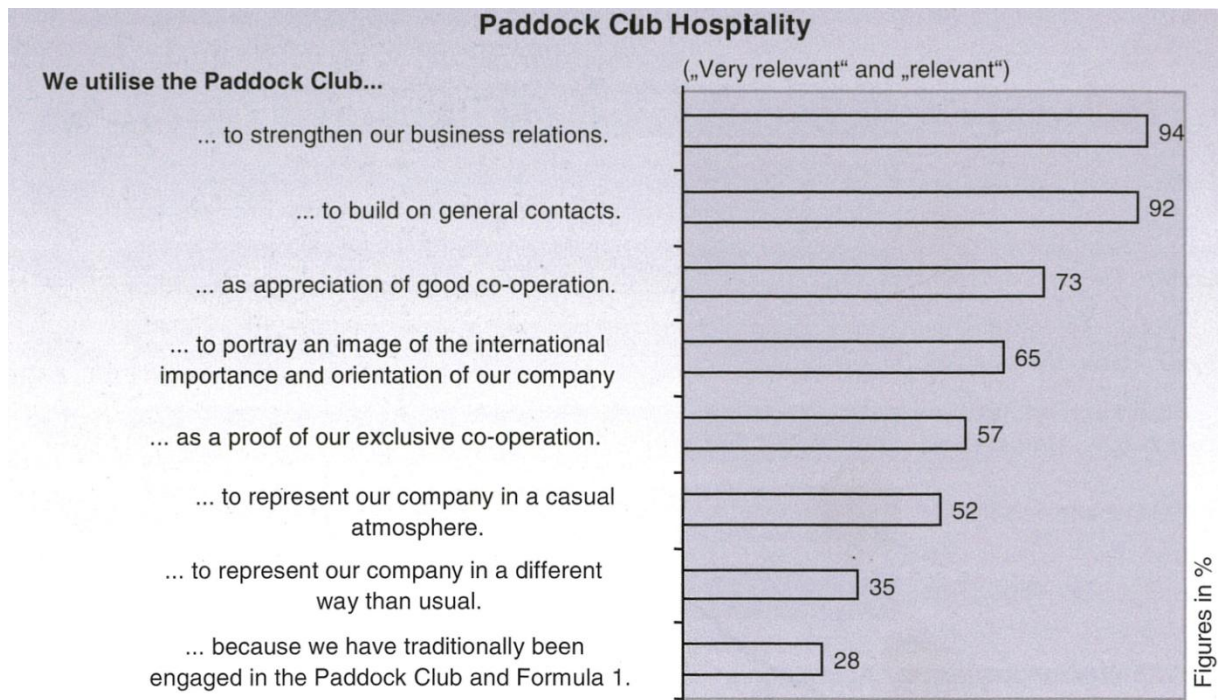 Paddock Club Hospitality
(„Very relevant“ and „relevant“)
We utilise the Paddock Club...
... to strengthen our business relations.
94
... to build on general contacts.
92
... as appreciation of good co-operation.
73
... to portray an image of the international
importance and orientation of our company
65
... as a proof of our exclusive co-operation.
57
... to represent our company in a casual
atmosphere.
52
... to represent our company in a different
way than usual.
35
... because we have traditionally been
engaged in the Paddock Club and Formula 1.
28
Figures in %